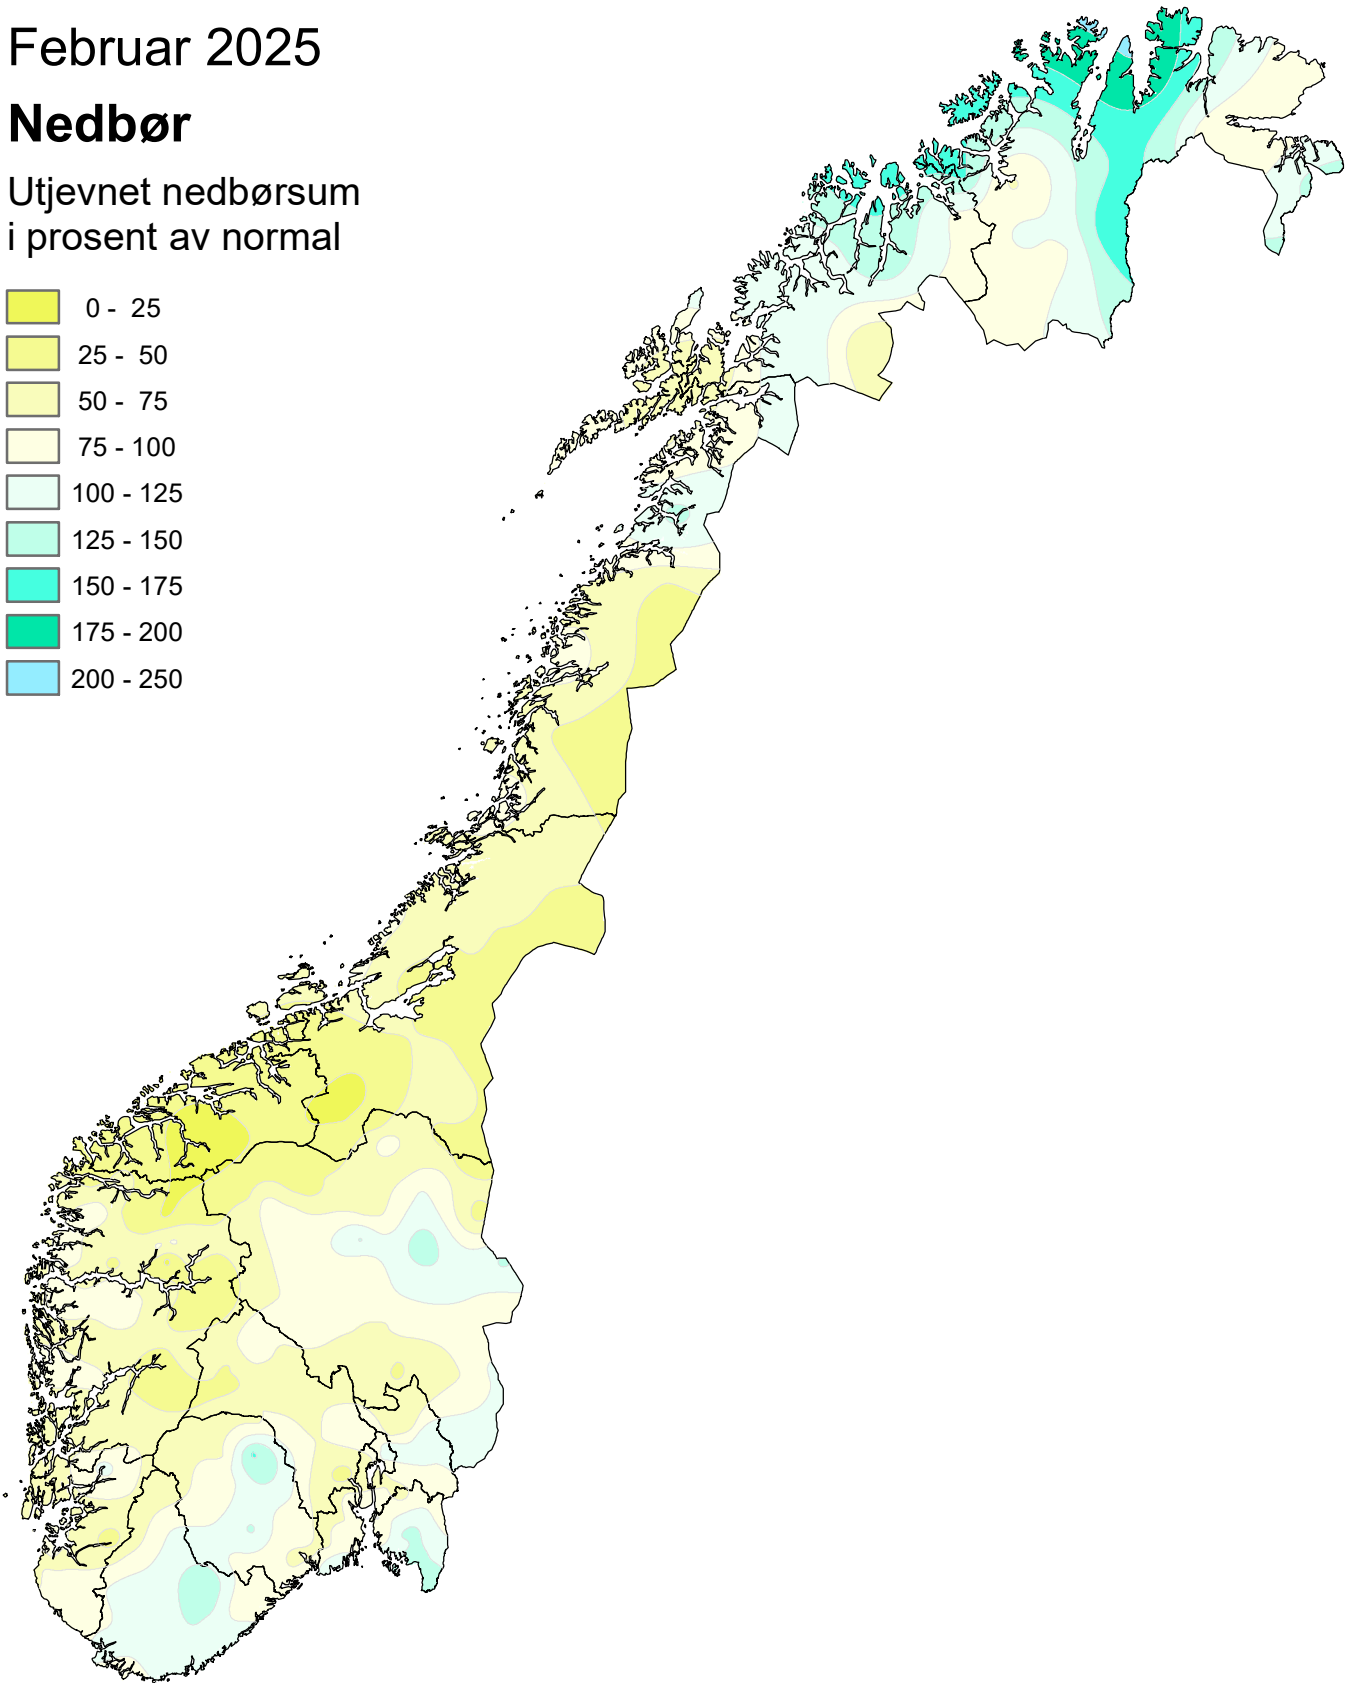 Februar 2025
Nedbør
Utjevnet nedbørsum
i prosent av normal
0 - 25
25 - 50
50 - 75
75 - 100
100 - 125
125 - 150
150 - 175
175 - 200
200 - 250